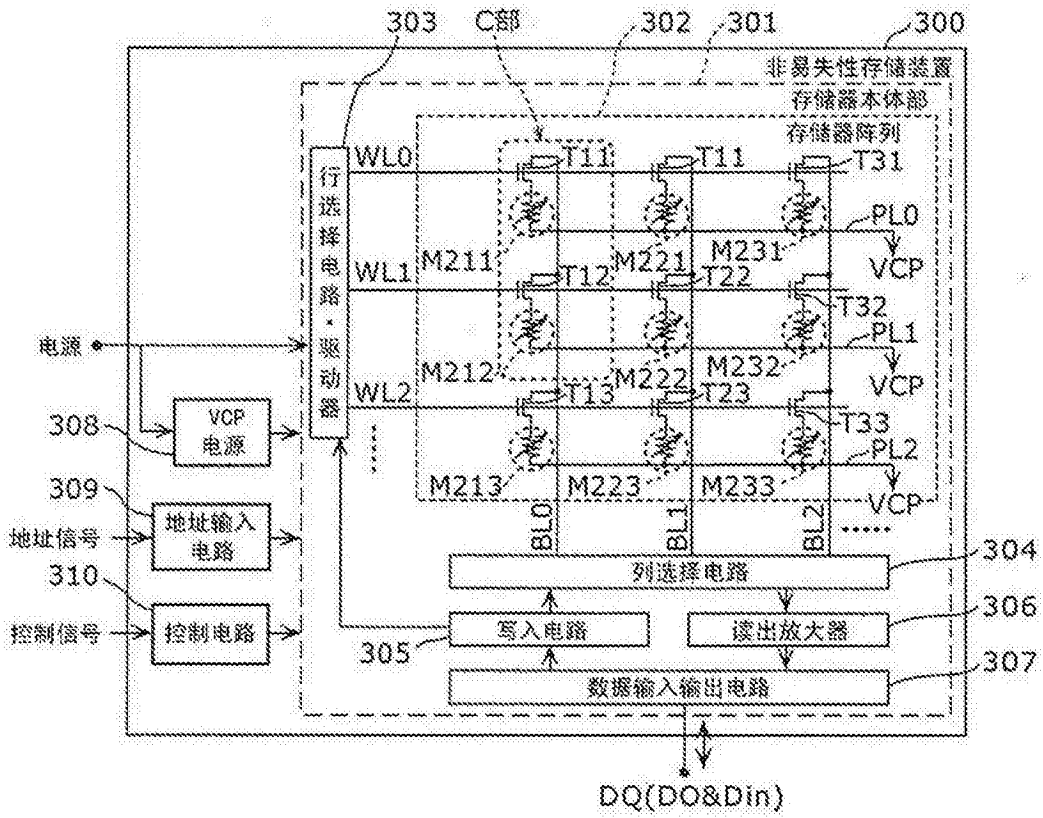 303
C部
302
301
300
非易失性存储装置
存储器本体部
存储器阵列
行选择电路·驱动器
WL0
T11
T11
T31
PL0
M211
M221
M231
VCP
WL1
T12
T22
T32
PL1
电源
M212
M222
M232
VCP
WL2
T13
T23
T33
308
VCP
电源
PL2
M213
M223
M233
VCP
309
地址信号
地址输入
电路
BL0
BL1
BL2
304
列选择电路
310
控制信号
控制电路
305
写入电路
读出放大器
306
数据输入输出电路
307
DQ(DO&Din)